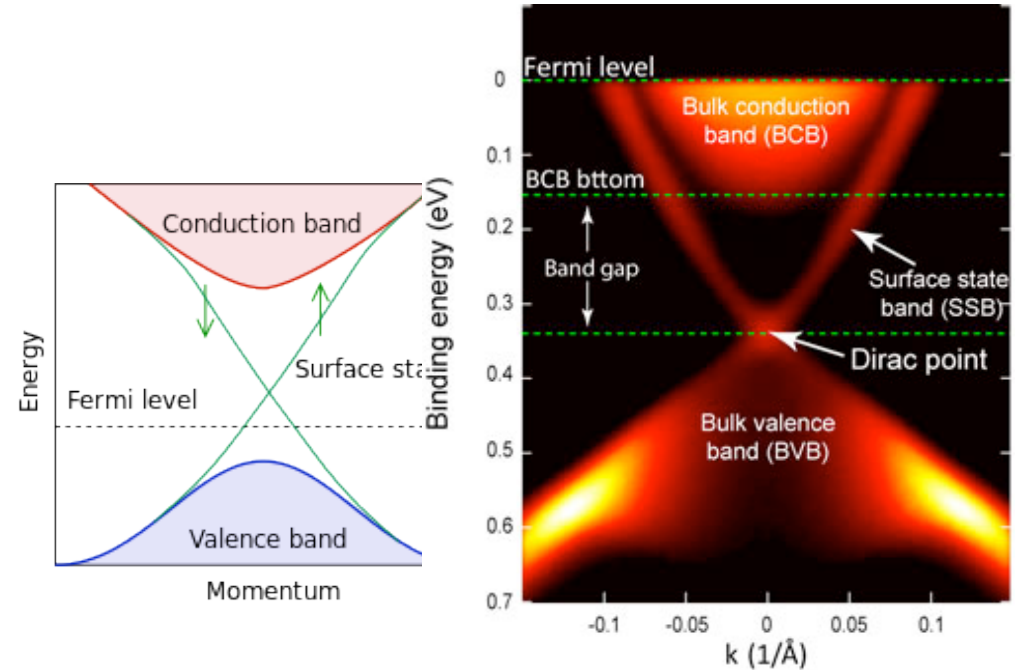 Conduction band
Surface sta
Fermi level
Valence band
Energy
Momentum
Fermi level
Bulk conduction
band (BCB)
BCB bttom
Band gap
Surface state
band (SSB)
Dirac point
Bulk valence
band (BVB)
Binding energy (eV)
0
0.1
0.2
0.3
0.4
0.5
0.6
0.7
-0.1
-0.05
0
0.05
0.1
k (1/Å)